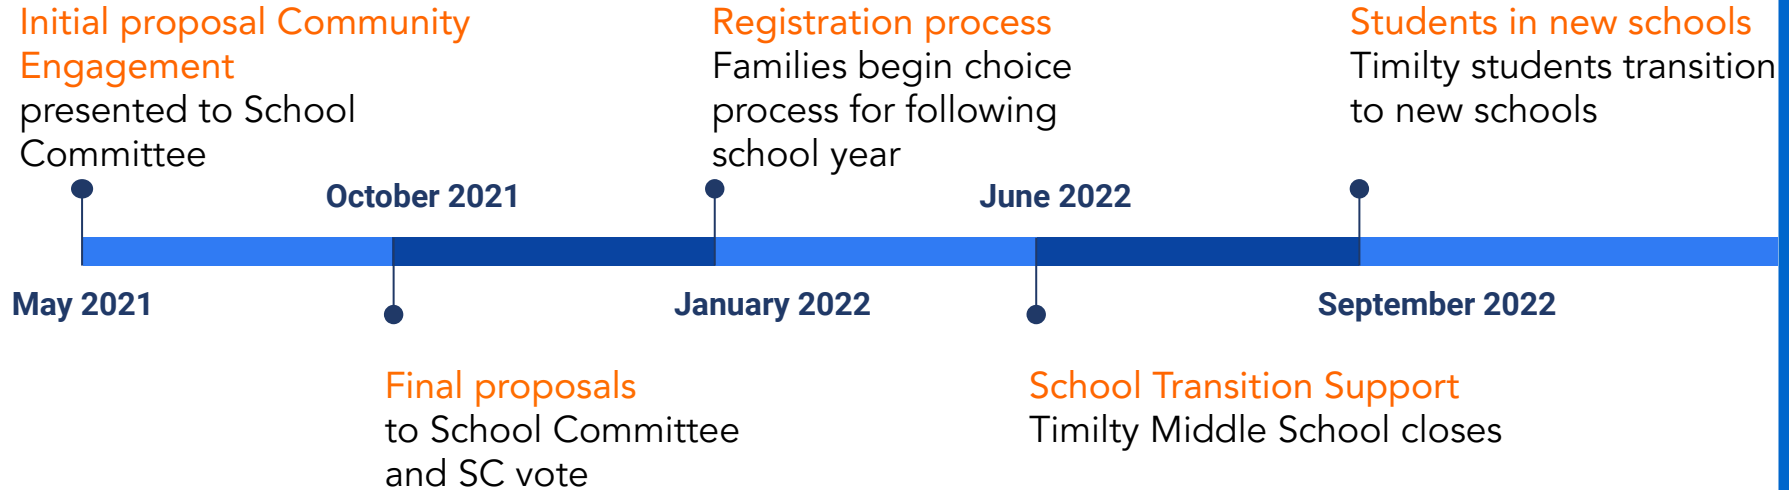 Initial proposal Community
Engagement
presented to School
Committee
Registration process
Families begin choice
process for following
school year
Students in new schools
Timilty students transition
to new schools
October 2021
June 2022
May 2021
January 2022
September 2022
Final proposals
to School Committee
and SC vote
School Transition Support
Timilty Middle School closes